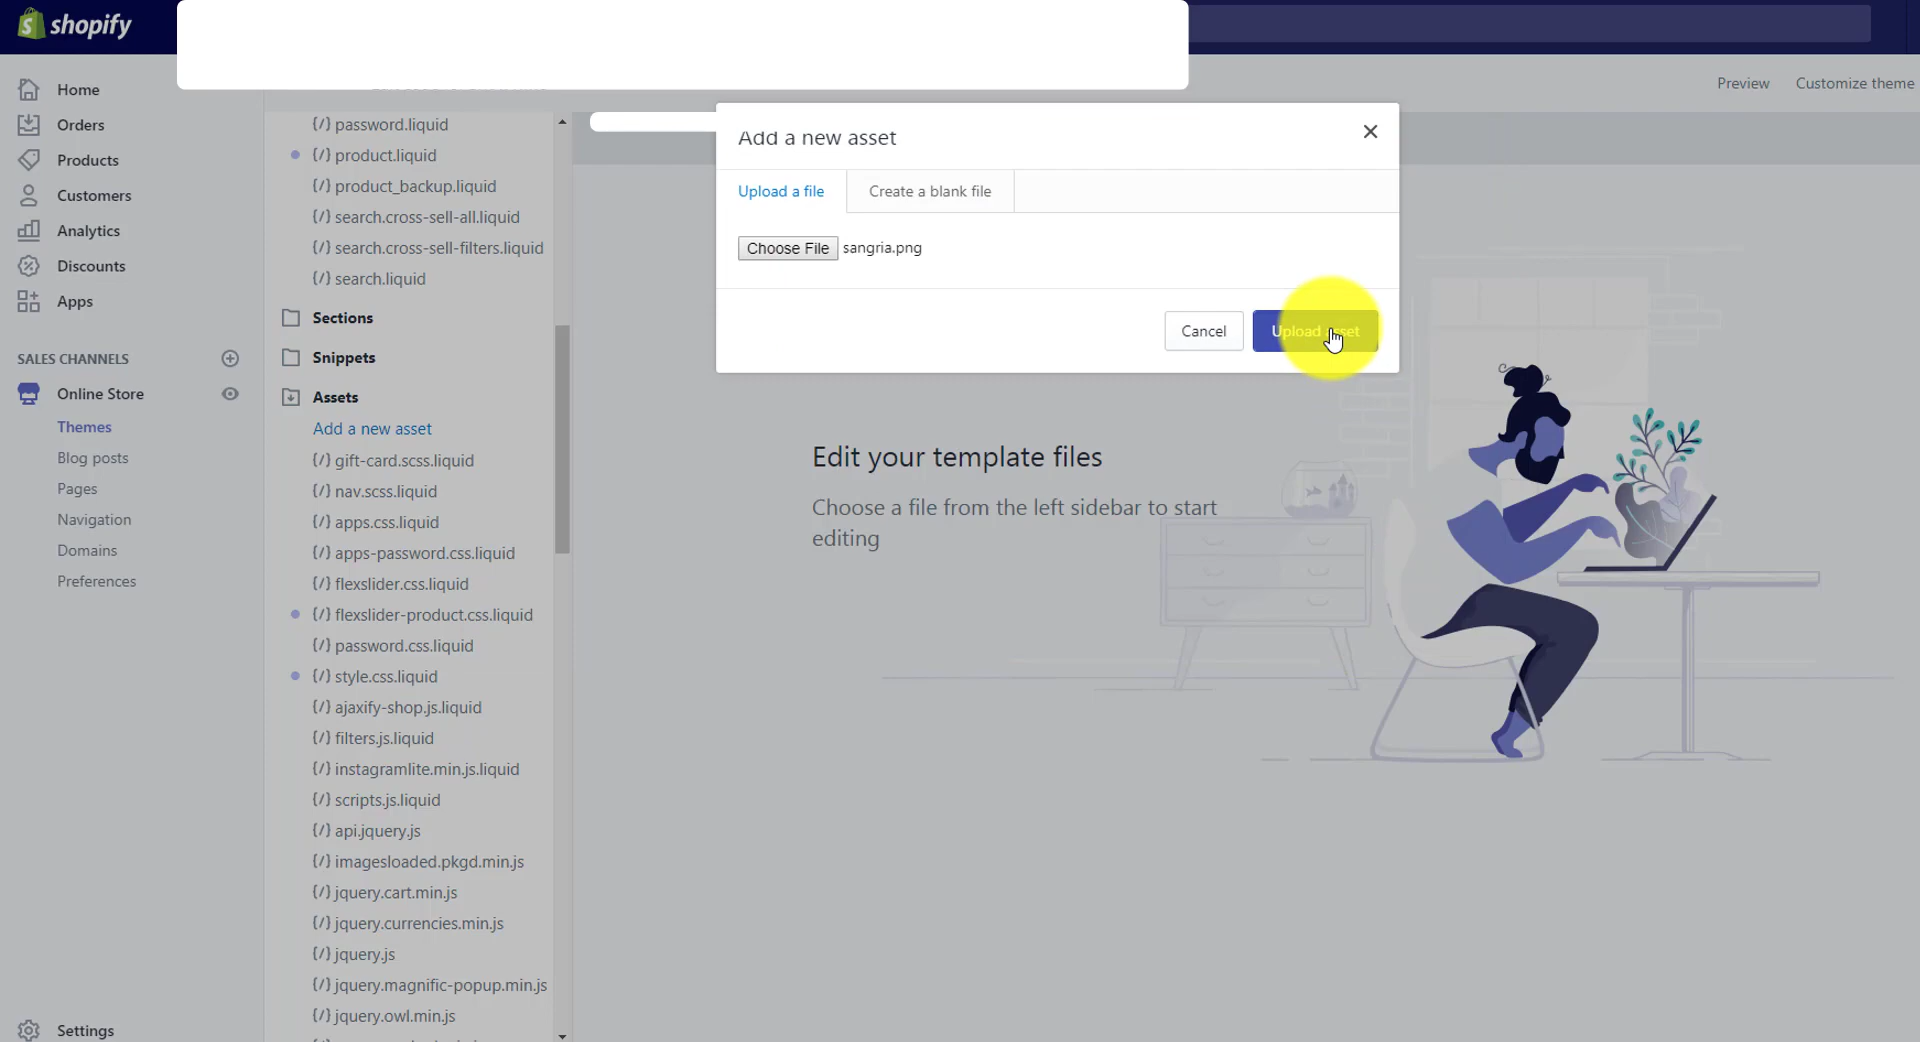 shopify
Preview
Customize theme
Home
Orders
Products
Customers
Analytics
Discounts
Apps
SALES CHANNELS
Online Store
Themes
Blog posts
Pages
Navigation
Domains
Preferences
Settings
{/} password.liquid
{/} product.liquid
{/} product_backup.liquid
{/} search.cross-sell-all.liquid
{/} search.cross-sell-filters.liquid
{/} search.liquid
Sections
Snippets
Assets
Add a new asset
{/} gift-card.scss.liquid
{/} nav.scss.liquid
{/} apps.css.liquid
{/} apps-password.css.liquid
{/} flexslider.css.liquid
{/} flexslider-product.css.liquid
{/} password.css.liquid
{/} style.css.liquid
{/} ajaxify-shop.js.liquid
{/} filters.js.liquid
{/} instagramlite.min.js.liquid
{/} scripts.js.liquid
{/} api.jquery.js
{/} imagesloaded.pkgd.min.js
{/} jquery.cart.min.js
{/} jquery.currencies.min.js
{/} jquery.js
{/} jquery.magnific-popup.min.js
{/} jquery.owl.min.js
Add a new asset
Upload a file
Create a blank file
Choose File sangria.png
Cancel
Upload asset
Edit your template files
Choose a file from the left sidebar to start
editing